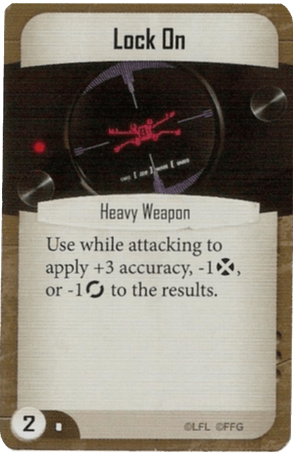 Lock On
Heavy Weapon
Use while attacking to
apply +3 accuracy, -1 ,
or -1 to the results.
2
©LFL ©FFG